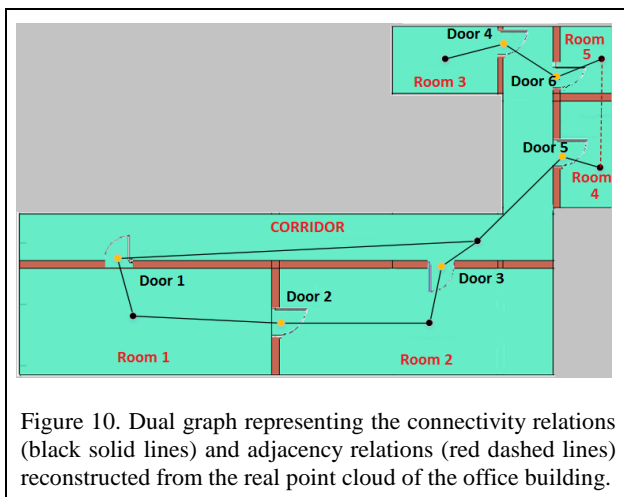 Door 4
Room
5
Room 3
Door 6
Door 5
Room
4
CORRIDOR
Door 1
Door 2
Door 3
Room 1
Room 2
Figure 10. Dual graph representing the connectivity relations
(black solid lines) and adjacency relations (red dashed lines)
reconstructed from the real point cloud of the office building.